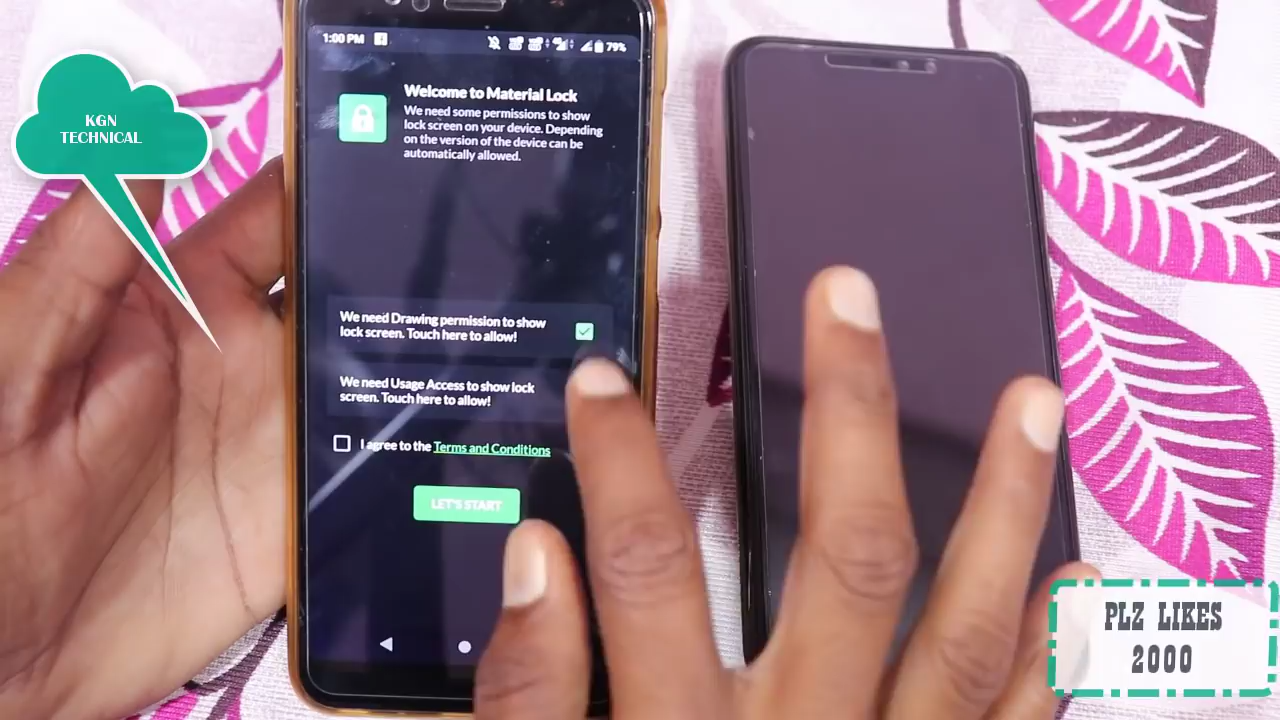 KGN
TECHNICAL
1:00 PM
79%
Welcome to Material Lock
We need some permissions to show
lock screen on your device. Depending
on the version of the device can be
automatically allowed.
We need Drawing permission to show
lock screen. Touch here to allow!
We need Usage Access to show lock
screen. Touch here to allow!
I agree to the Terms and Conditions
LET'S START
PLZ LIKES
2000